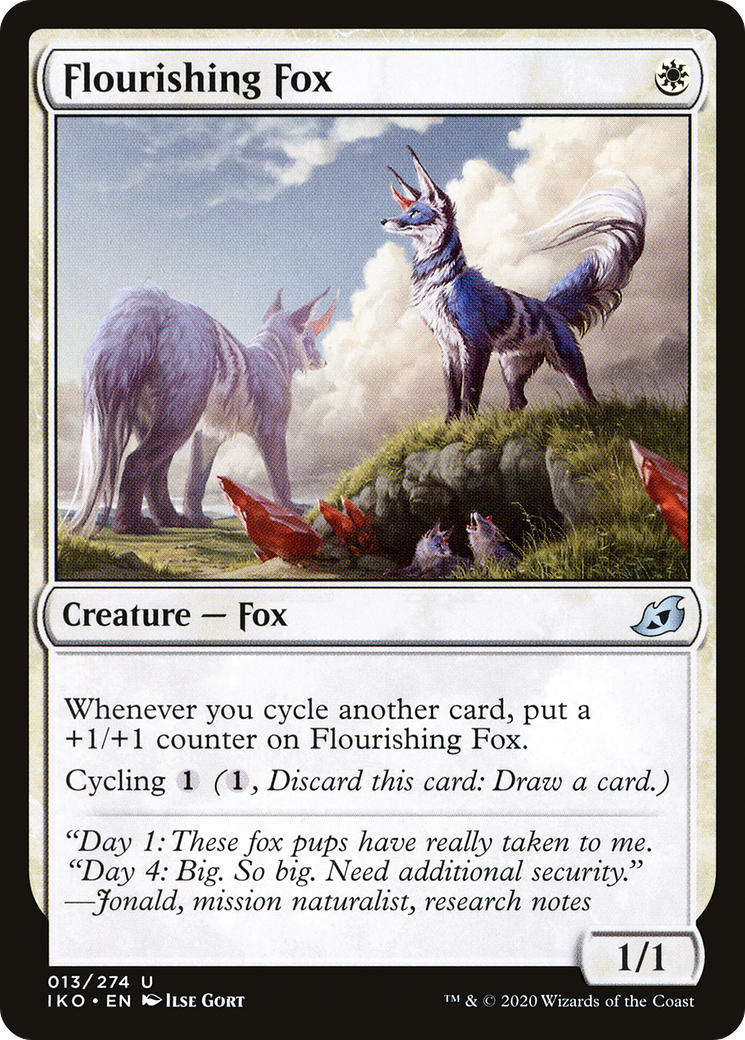 Flourishing Fox
Creature — Fox
Whenever you cycle another card, put a
+1/+1 counter on Flourishing Fox.
Cycling 1 (1, Discard this card: Draw a card.)
“Day 1: These fox pups have really taken to me.
“Day 4: Big. So big. Need additional security.”
—Jonald, mission naturalist, research notes
1/1
013/274 U
IKO • EN Ilse Gort
™ & © 2020 Wizards of the Coast